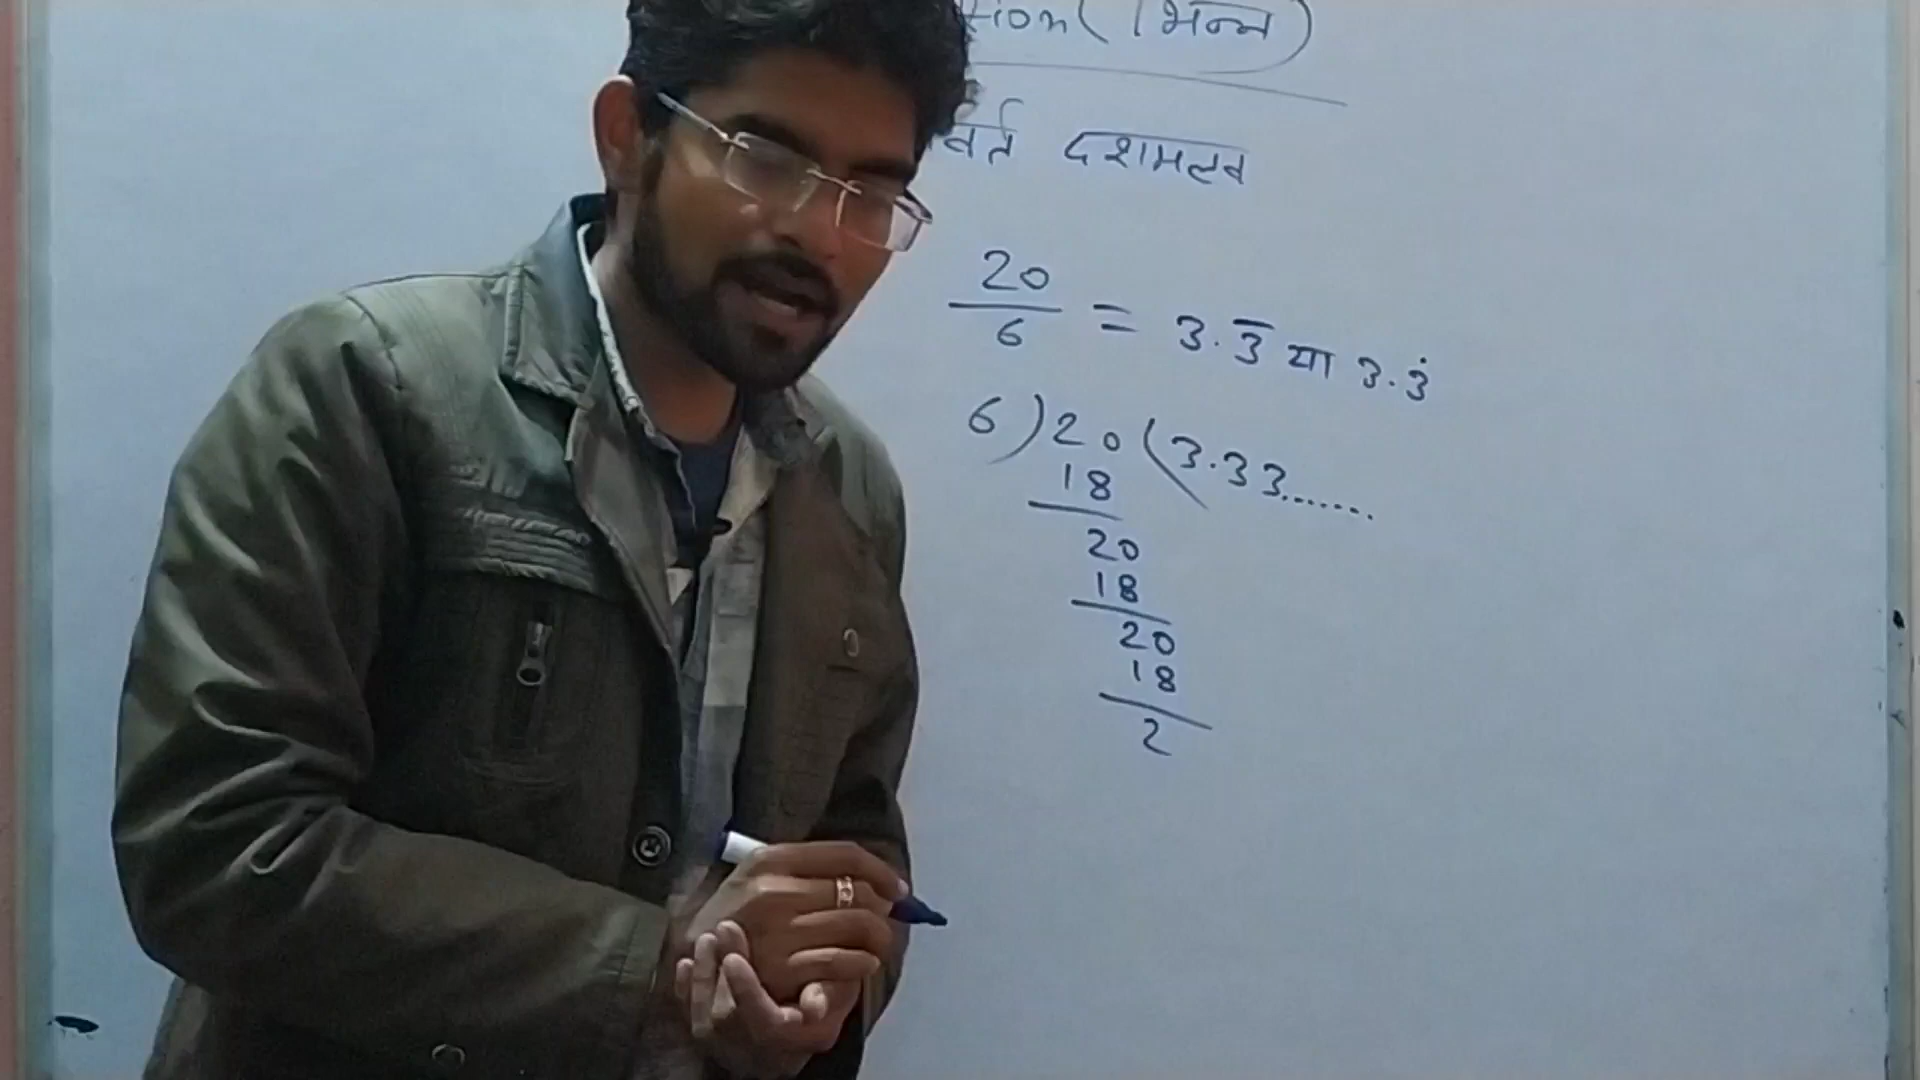 tion (भिन्न)
वर्त दशमलव
20
6 = 3.3̅ या 3.3̇
6)20(3.33......
18
20
18
20
18
2